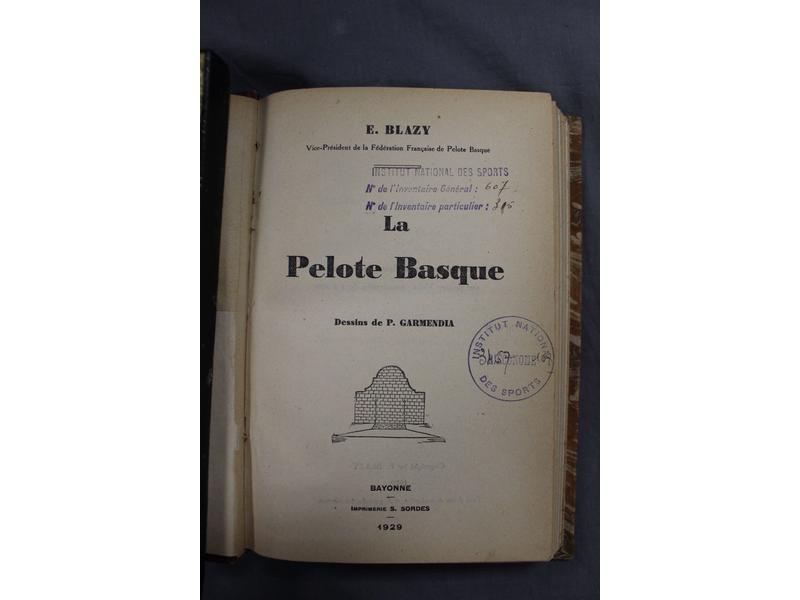 E. BLAZY
Vice-Président de la Fédération Française de Pelote Basque
INSTITUT NATIONAL DES SPORTS
N° de l'Inventaire Général : 607
N° de l'Inventaire particulier :
La
Pelote Basque
Dessins de P. GARMENDIA
INSTITUT NATIONAL
DES SPORTS
BAYONNE
IMPRIMERIE S. SORDES
1929